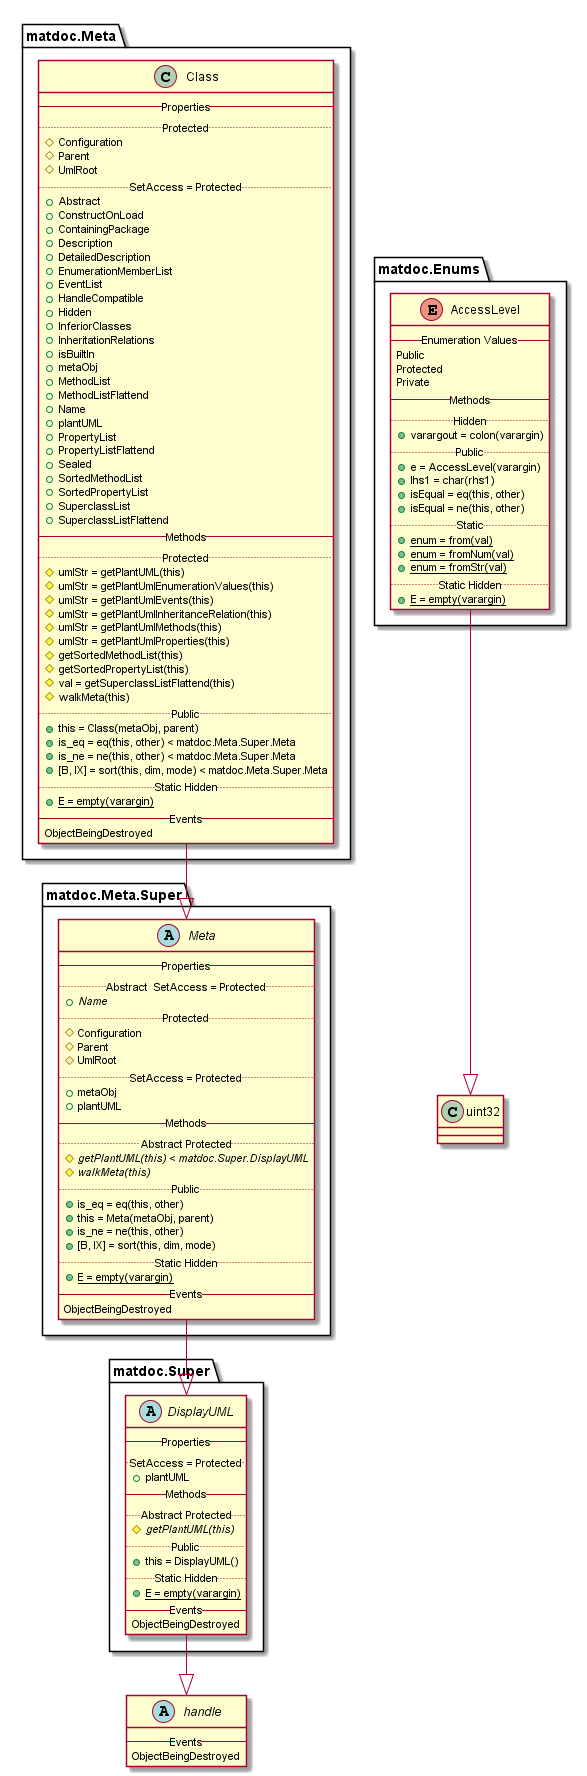 matdoc.Meta
C Class
Properties
Protected
Configuration
Parent
UmlRoot
SetAccess = Protected
Abstract
ConstructOnLoad
ContainingPackage
Description
DetailedDescription
EnumerationMemberList
EventList
HandleCompatible
Hidden
InferiorClasses
InheritationRelations
isBuiltIn
metaObj
MethodList
MethodListFlattend
Name
plantUML
PropertyList
PropertyListFlattend
Sealed
SortedMethodList
SortedPropertyList
SuperclassList
SuperclassListFlattend
Methods
Protected
umlStr = getPlantUML(this)
umlStr = getPlantUmlEnumerationValues(this)
umlStr = getPlantUmlEvents(this)
umlStr = getPlantUmlInheritanceRelation(this)
umlStr = getPlantUmlMethods(this)
umlStr = getPlantUmlProperties(this)
getSortedMethodList(this)
getSortedPropertyList(this)
val = getSuperclassListFlattend(this)
walkMeta(this)
Public
this = Class(metaObj, parent)
is_eq = eq(this, other) < matdoc.Meta.Super.Meta
is_ne = ne(this, other) < matdoc.Meta.Super.Meta
[B, IX] = sort(this, dim, mode) < matdoc.Meta.Super.Meta
Static Hidden
E = empty(varargin)
Events
ObjectBeingDestroyed
matdoc.Enums
E AccessLevel
Enumeration Values
Public
Protected
Private
Methods
Hidden
varargout = colon(varargin)
Public
e = AccessLevel(varargin)
lhs1 = char(rhs1)
isEqual = eq(this, other)
isEqual = ne(this, other)
Static
enum = from(val)
enum = fromNum(val)
enum = fromStr(val)
Static Hidden
E = empty(varargin)
matdoc.Meta.Super
A Meta
Properties
Abstract SetAccess = Protected
Name
Protected
Configuration
Parent
UmlRoot
SetAccess = Protected
metaObj
plantUML
Methods
Abstract Protected
getPlantUML(this) < matdoc.Super.DisplayUML
walkMeta(this)
Public
is_eq = eq(this, other)
this = Meta(metaObj, parent)
is_ne = ne(this, other)
[B, IX] = sort(this, dim, mode)
Static Hidden
E = empty(varargin)
Events
ObjectBeingDestroyed
C uint32
matdoc.Super
A DisplayUML
Properties
SetAccess = Protected
plantUML
Methods
Abstract Protected
getPlantUML(this)
Public
this = DisplayUML()
Static Hidden
E = empty(varargin)
Events
ObjectBeingDestroyed
A handle
Events
ObjectBeingDestroyed